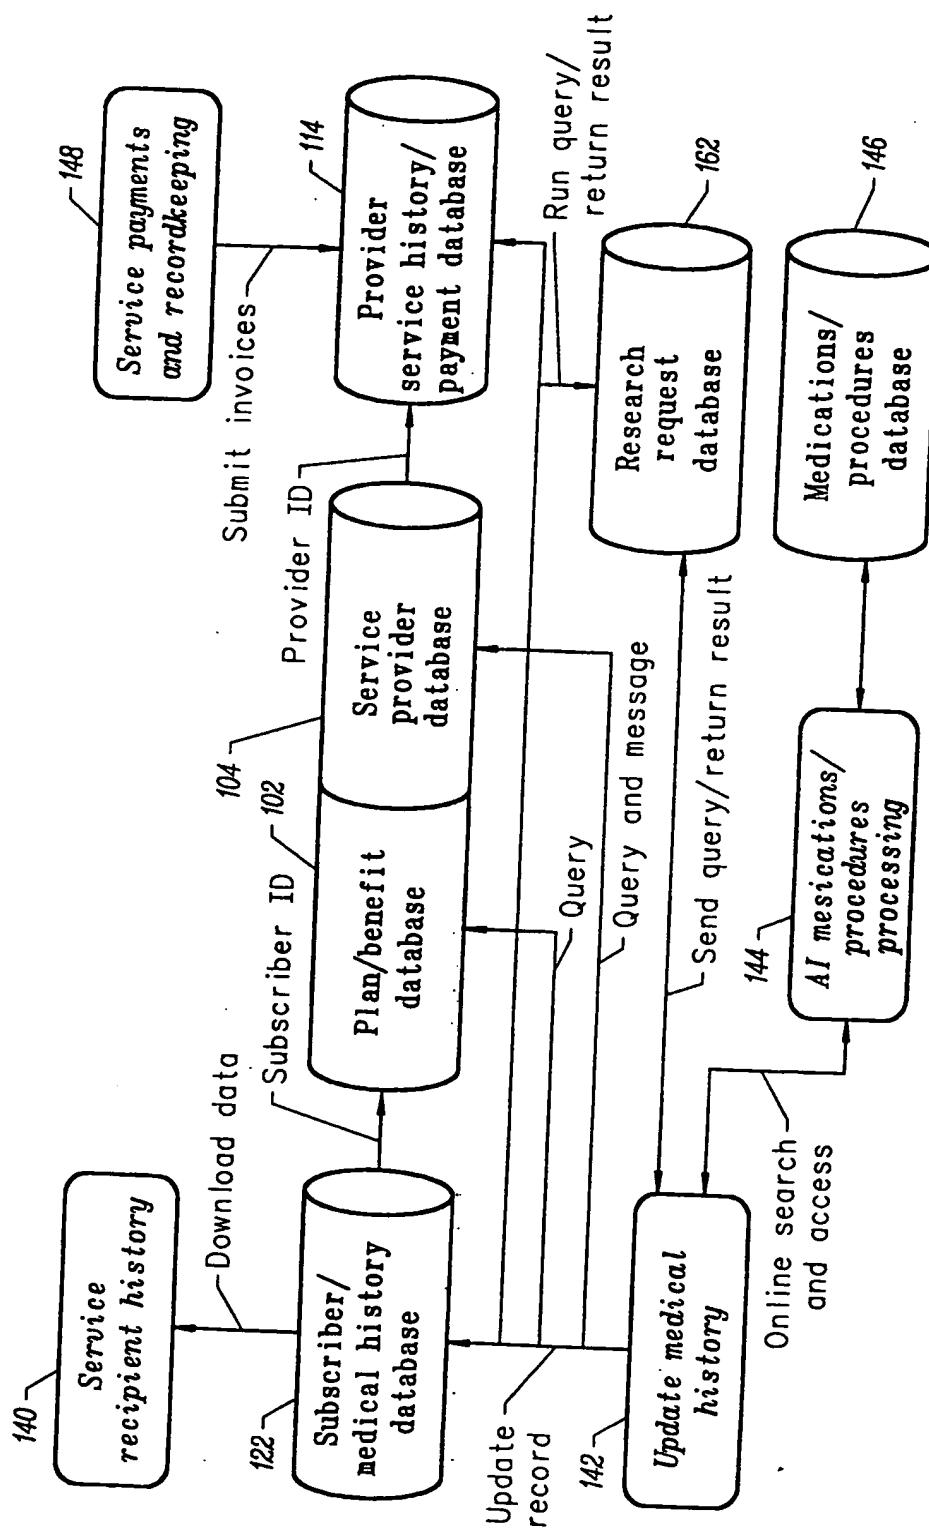 140
Service
recipient history
Download data
148
Service payments
and recordkeeping
Submit invoices
122
Subscriber/
medical history
database
Subscriber ID
102
Plan/benefit
database
104
Service
provider
database
Provider ID
114
Provider
service history/
payment database
Update
record
Query
Query and message
Run query/
return result
142
Update medical
history
Send query/return result
Research
request
database
162
Online search
and access
144
AI mesications/
procedures
processing
Medications/
procedures
database
146